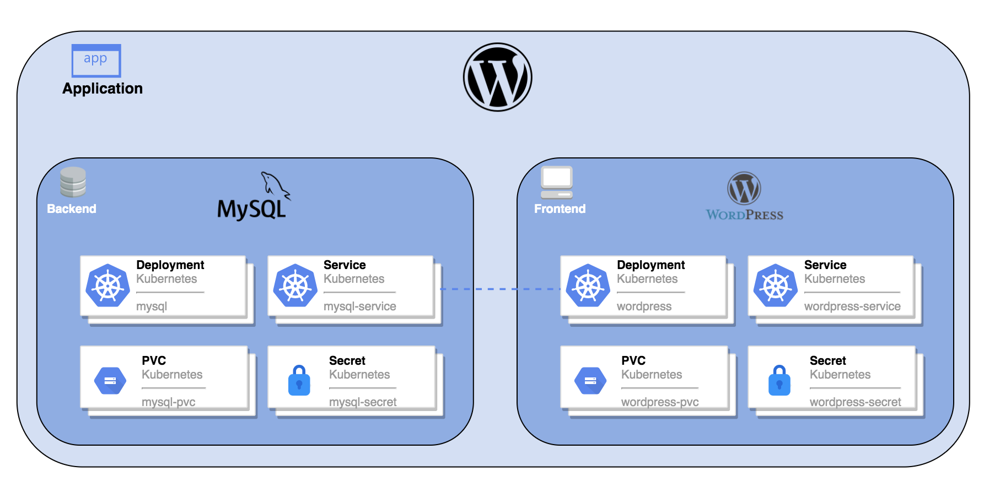 app
Application
W
Backend
MySQL
Deployment
Kubernetes
mysql
Service
Kubernetes
mysql-service
PVC
Kubernetes
mysql-pvc
Secret
Kubernetes
mysql-secret
Frontend
W
WORDPRESS
Deployment
Kubernetes
wordpress
Service
Kubernetes
wordpress-service
PVC
Kubernetes
wordpress-pvc
Secret
Kubernetes
wordpress-secret